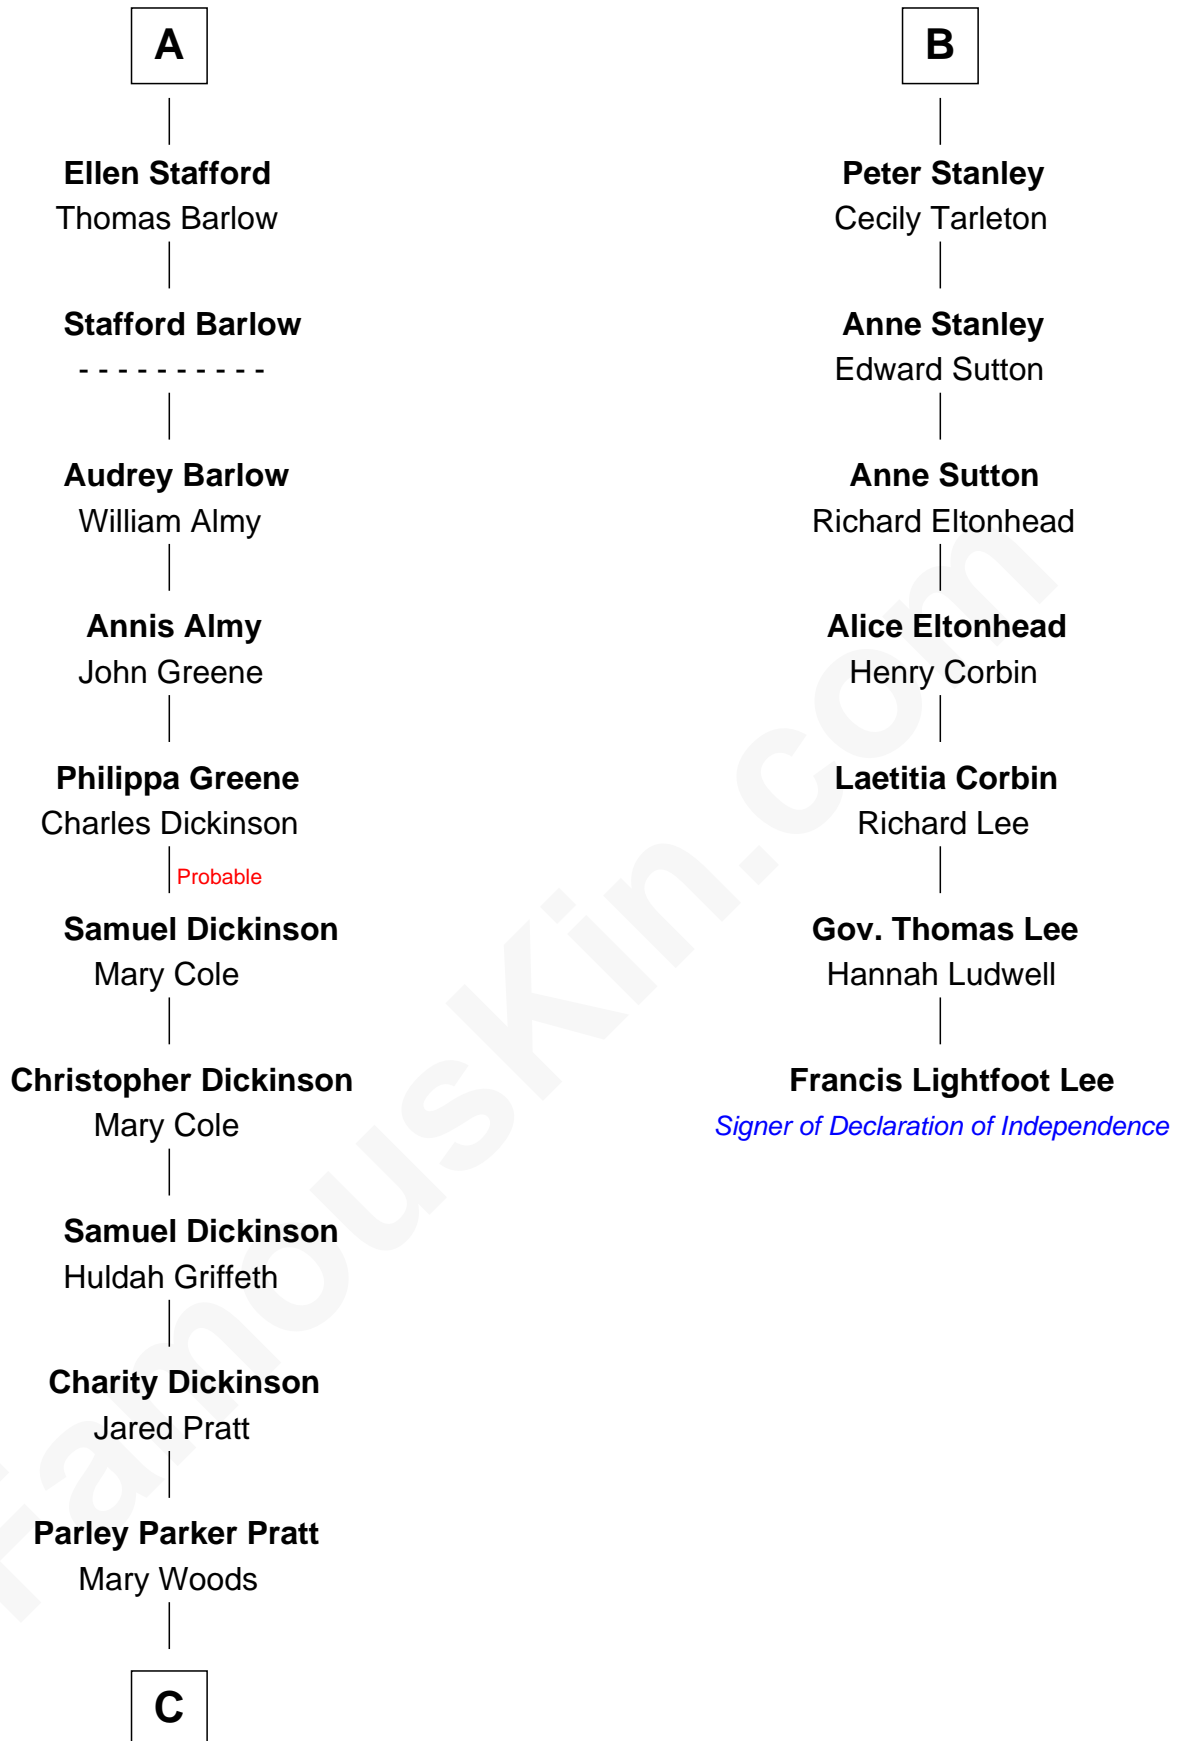 A
Ellen Stafford
Thomas Barlow
Stafford Barlow
- - - - - - - - - -
Audrey Barlow
William Almy
Annis Almy
John Greene
Philippa Greene
Charles Dickinson
Probable
Samuel Dickinson
Mary Cole
Christopher Dickinson
Mary Cole
Samuel Dickinson
Huldah Griffeth
Charity Dickinson
Jared Pratt
Parley Parker Pratt
Mary Woods
C
B
Peter Stanley
Cecily Tarleton
Anne Stanley
Edward Sutton
Anne Sutton
Richard Eltonhead
Alice Eltonhead
Henry Corbin
Laetitia Corbin
Richard Lee
Gov. Thomas Lee
Hannah Ludwell
Francis Lightfoot Lee
Signer of Declaration of Independence
FamousKin.com